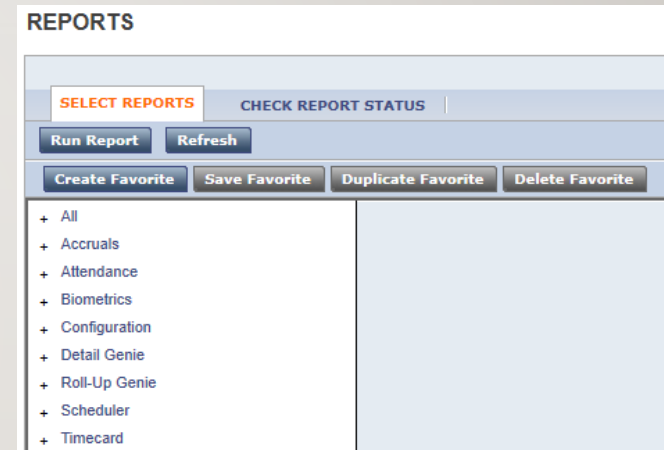 REPORTS
SELECT REPORTS CHECK REPORT STATUS
Run Report Refresh
Create Favorite Save Favorite Duplicate Favorite Delete Favorite
+ All
+ Accruals
+ Attendance
+ Biometrics
+ Configuration
+ Detail Genie
+ Roll-Up Genie
+ Scheduler
+ Timecard